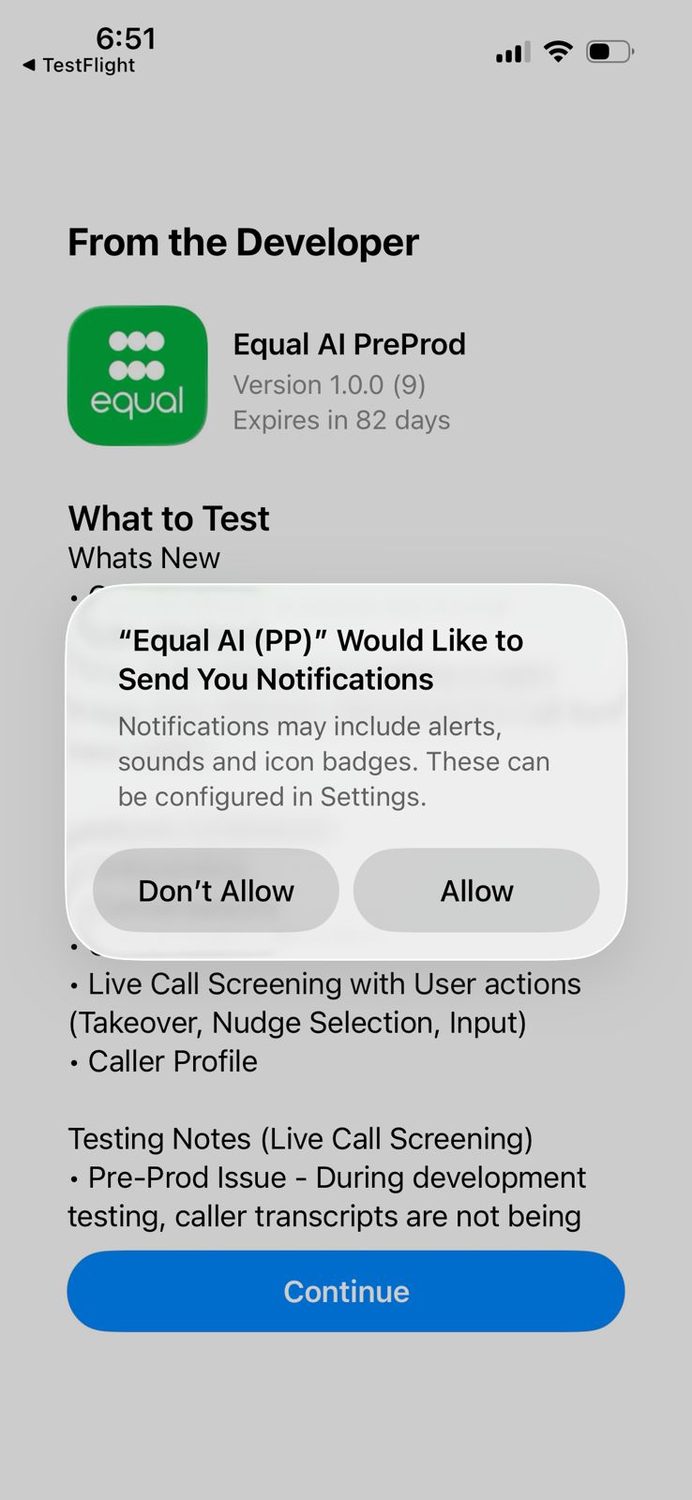 6:51
◀ TestFlight
From the Developer
equal
Equal AI PreProd
Version 1.0.0 (9)
Expires in 82 days
What to Test
Whats New
“Equal AI (PP)” Would Like to
Send You Notifications
Notifications may include alerts,
sounds and icon badges. These can
be configured in Settings.
Don’t Allow
Allow
• Live Call Screening with User actions
(Takeover, Nudge Selection, Input)
• Caller Profile
Testing Notes (Live Call Screening)
• Pre-Prod Issue - During development
testing, caller transcripts are not being
Continue